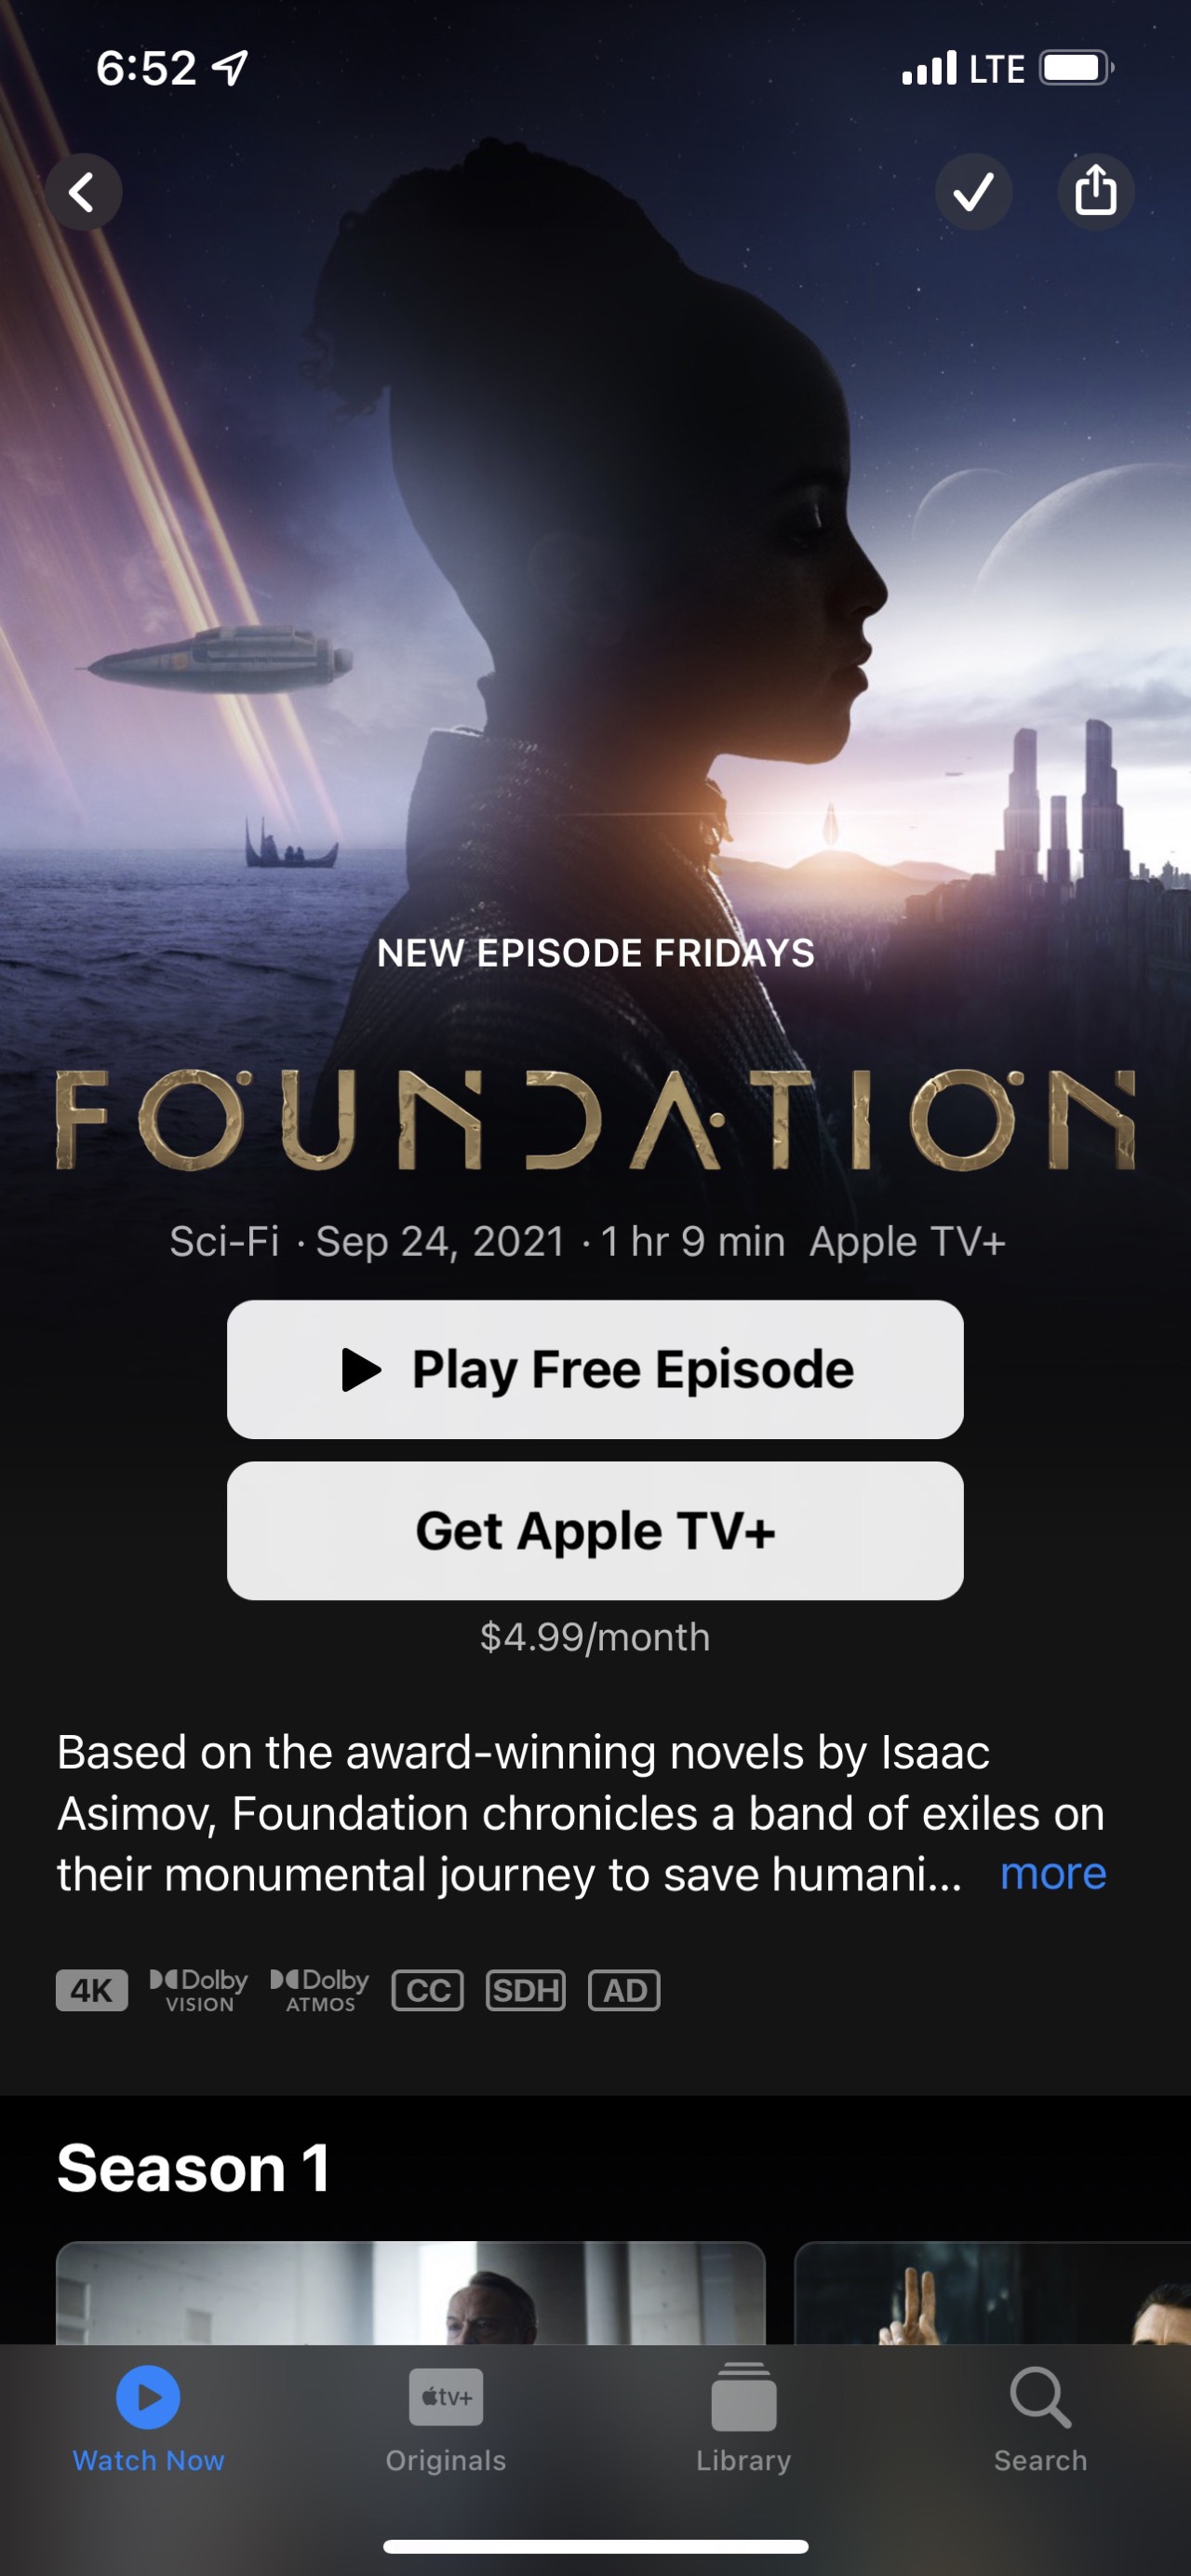 6:52 LTE
NEW EPISODE FRIDAYS
FOUNDATION
Sci-Fi · Sep 24, 2021 · 1 hr 9 min Apple TV+
Play Free Episode
Get Apple TV+
$4.99/month
Based on the award-winning novels by Isaac
Asimov, Foundation chronicles a band of exiles on
their monumental journey to save humani... more
4K Dolby VISION Dolby ATMOS CC SDH AD
Season 1
tv+
Watch Now Originals Library Search